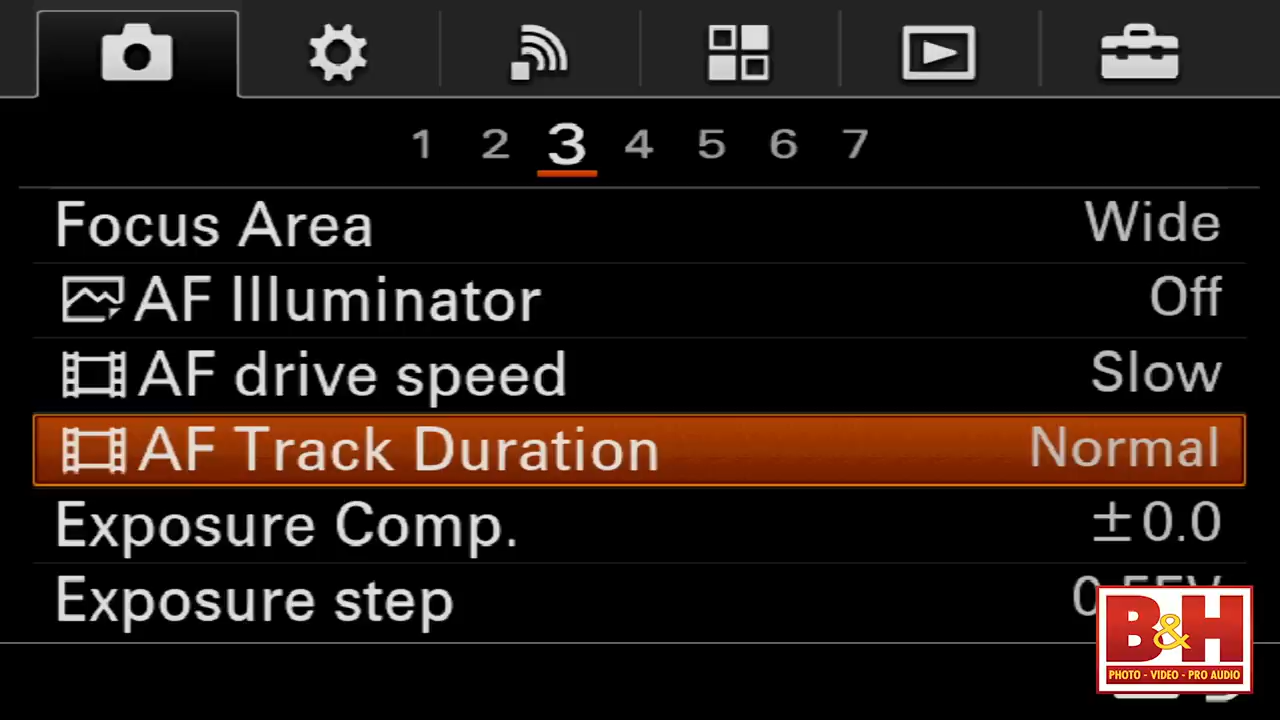 1 2 3 4 5 6 7
Focus Area Wide
AF Illuminator Off
AF drive speed Slow
AF Track Duration Normal
Exposure Comp. ±0.0
Exposure step
B&H
PHOTO - VIDEO - PRO AUDIO